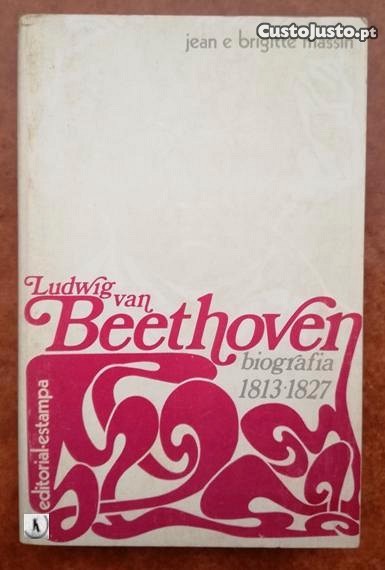 CustoJusto.pt
jean e brigitte massin
Ludwig
van
Beethoven
biografia
1813·1827
editorial·estampa